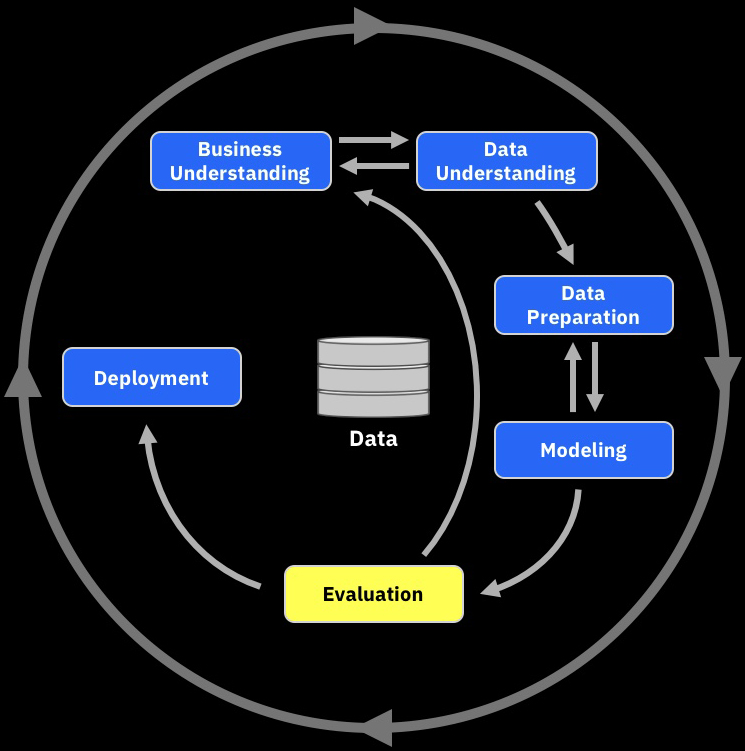 Business
Understanding
Data
Understanding
Data
Preparation
Deployment
Data
Modeling
Evaluation